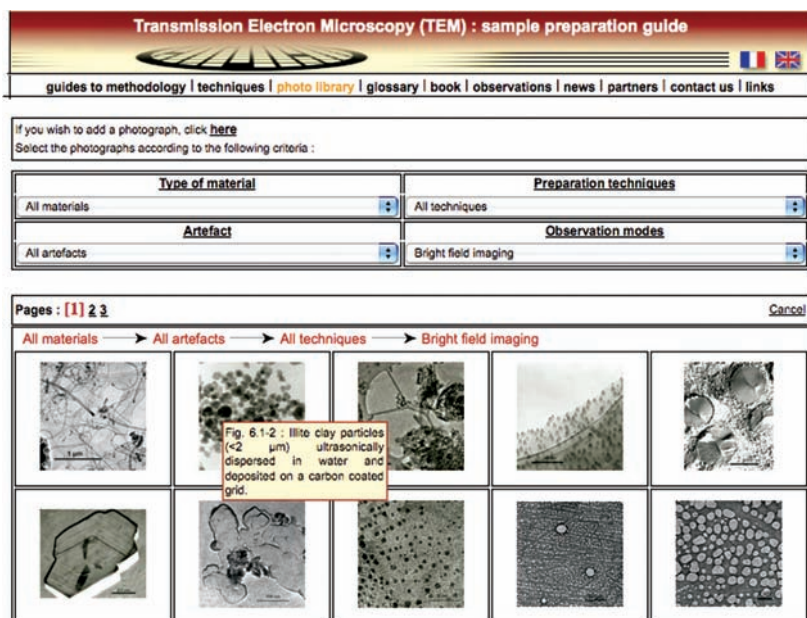 Transmission Electron Microscopy (TEM) : sample preparation guide
guides to methodology | techniques | photo library | glossary | book | observations | news | partners | contact us | links
If you wish to add a photograph, click here
Select the photographs according to the following criteria :
Type of material
Preparation techniques
All materials
All techniques
Artefact
Observation modes
All artefacts
Bright field imaging
Pages : [1] 2 3
Cancel
All materials → All artefacts → All techniques → Bright field imaging
1 µm
Fig. 6.1-2 : Illite clay particles
(<2 µm) ultrasonically
dispersed in water and
deposited on a carbon coated
grid.